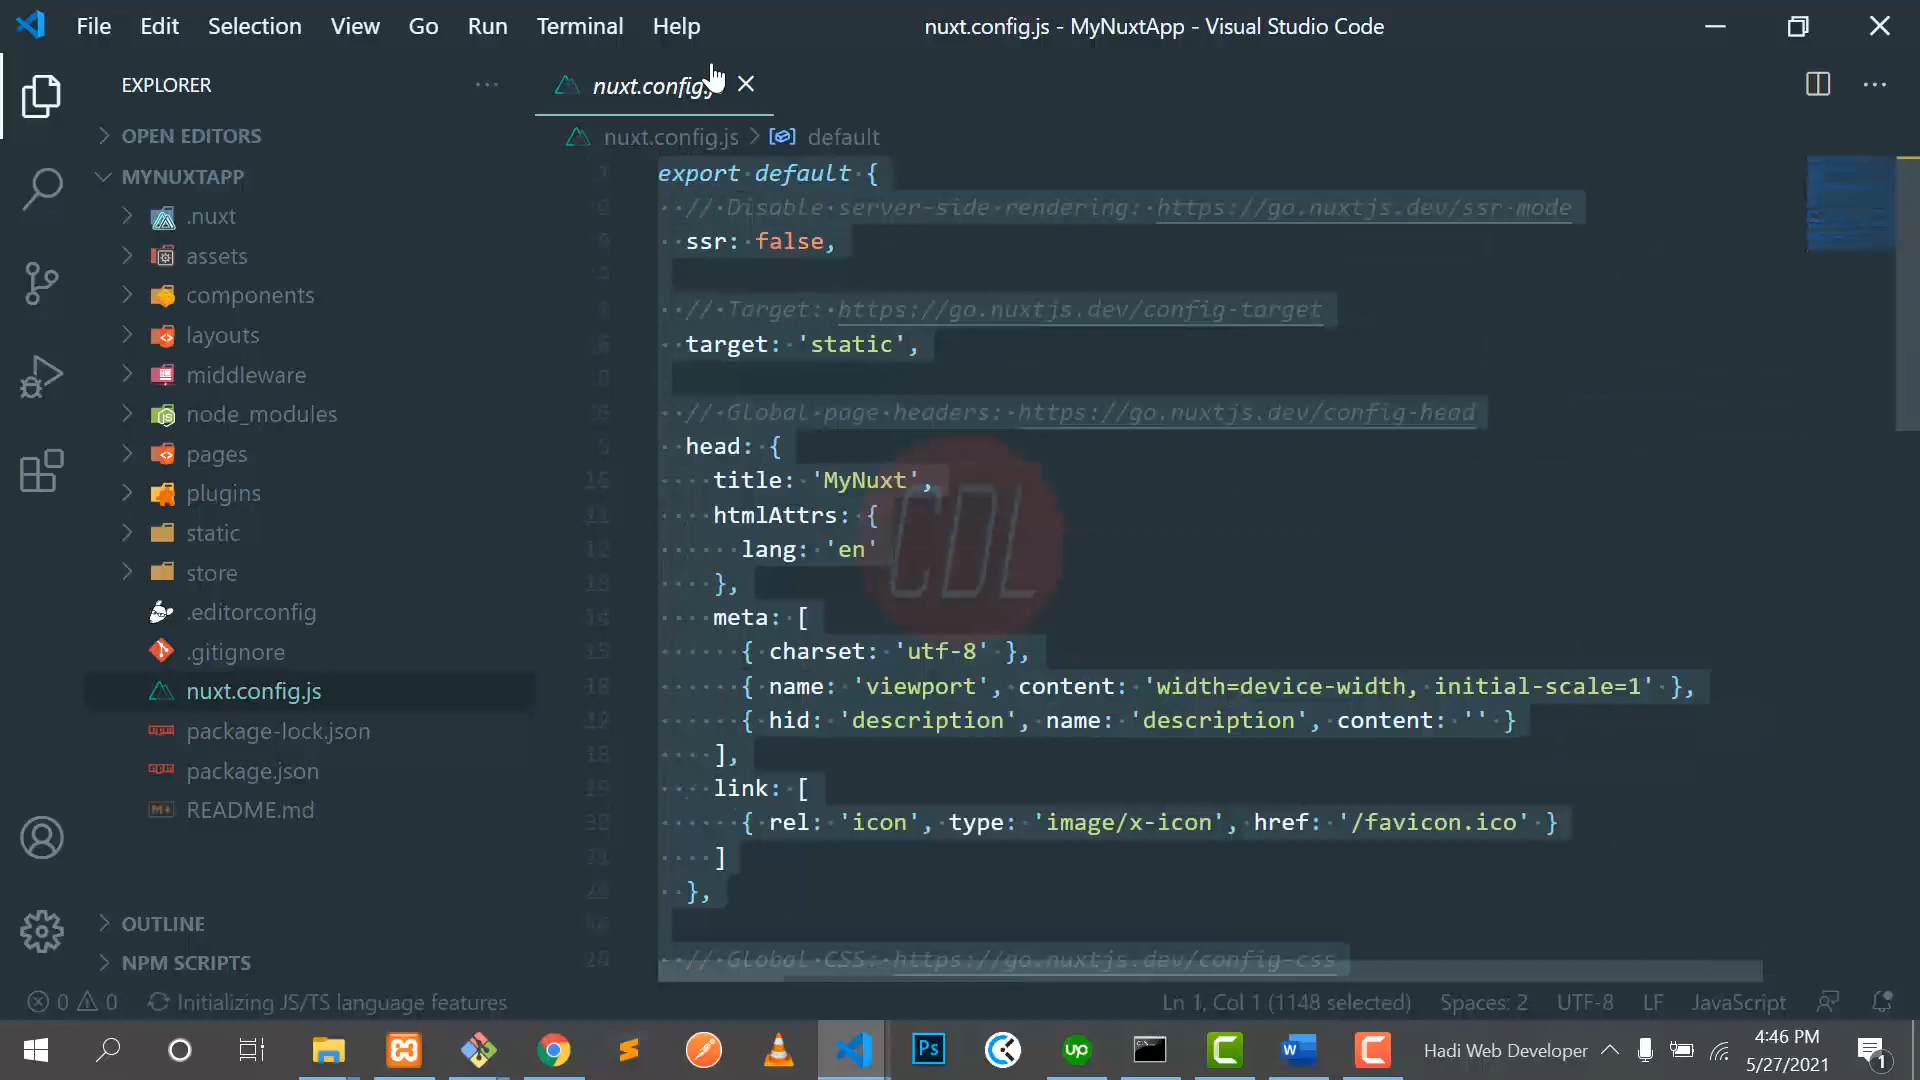 File Edit Selection View Go Run Terminal Help
nuxt.config.js - MyNuxtApp - Visual Studio Code
EXPLORER
nuxt.config.js
OPEN EDITORS
MYNUXTAPP
.nuxt
assets
components
layouts
middleware
node_modules
pages
plugins
static
store
.editorconfig
.gitignore
nuxt.config.js
package-lock.json
package.json
README.md
OUTLINE
NPM SCRIPTS
nuxt.config.js > default
export default {
// Disable server-side rendering: https://go.nuxtjs.dev/ssr-mode
ssr: false,
// Target: https://go.nuxtjs.dev/config-target
target: 'static',
// Global page headers: https://go.nuxtjs.dev/config-head
head: {
title: 'MyNuxt',
htmlAttrs: {
lang: 'en'
},
meta: [
{ charset: 'utf-8' },
{ name: 'viewport', content: 'width=device-width, initial-scale=1' },
{ hid: 'description', name: 'description', content: '' }
],
link: [
{ rel: 'icon', type: 'image/x-icon', href: '/favicon.ico' }
]
},
// Global CSS: https://go.nuxtjs.dev/config-css
CDL
0 0 Initializing JS/TS language features
Ln 1, Col 1 (1148 selected) Spaces: 2 UTF-8 LF JavaScript
Hadi Web Developer
4:46 PM
5/27/2021
1